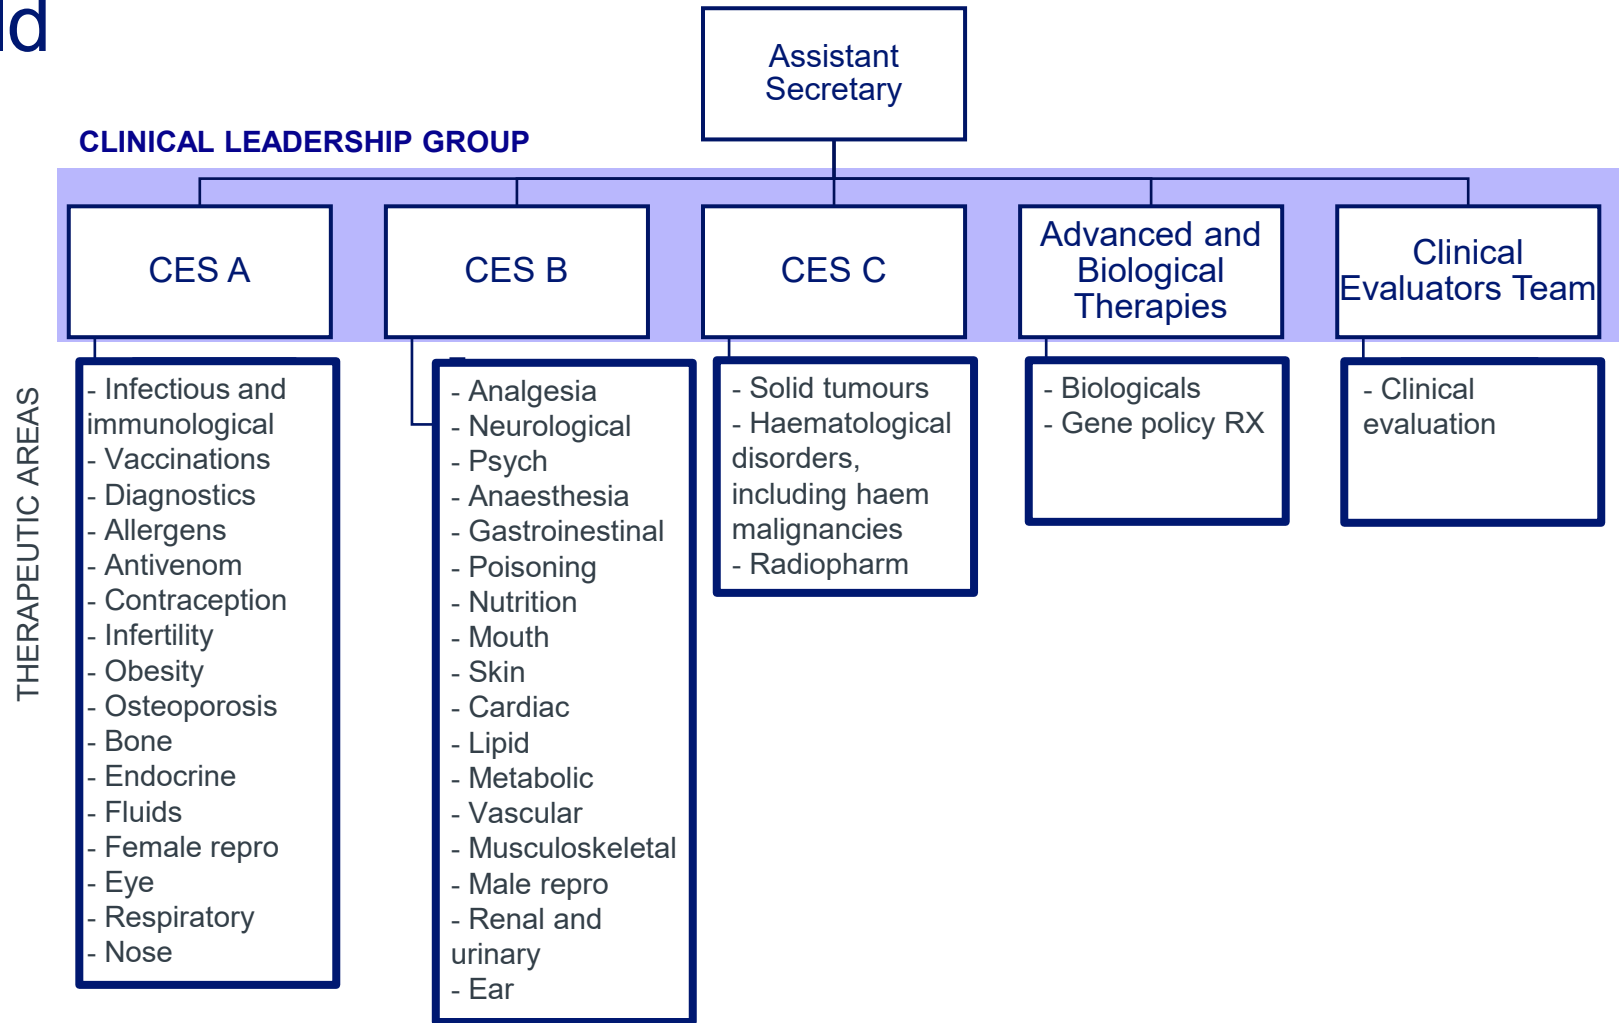 ld
Assistant
Secretary
CLINICAL LEADERSHIP GROUP
CES A
CES B
CES C
Advanced and
Biological
Therapies
Clinical
Evaluators Team
THERAPEUTIC AREAS
- Infectious and
immunological
- Vaccinations
- Diagnostics
- Allergens
- Antivenom
- Contraception
- Infertility
- Obesity
- Osteoporosis
- Bone
- Endocrine
- Fluids
- Female repro
- Eye
- Respiratory
- Nose
- Analgesia
- Neurological
- Psych
- Anaesthesia
- Gastroinestinal
- Poisoning
- Nutrition
- Mouth
- Skin
- Cardiac
- Lipid
- Metabolic
- Vascular
- Musculoskeletal
- Male repro
- Renal and
urinary
- Ear
- Solid tumours
- Haematological
disorders,
including haem
malignancies
- Radiopharm
- Biologicals
- Gene policy RX
- Clinical
evaluation